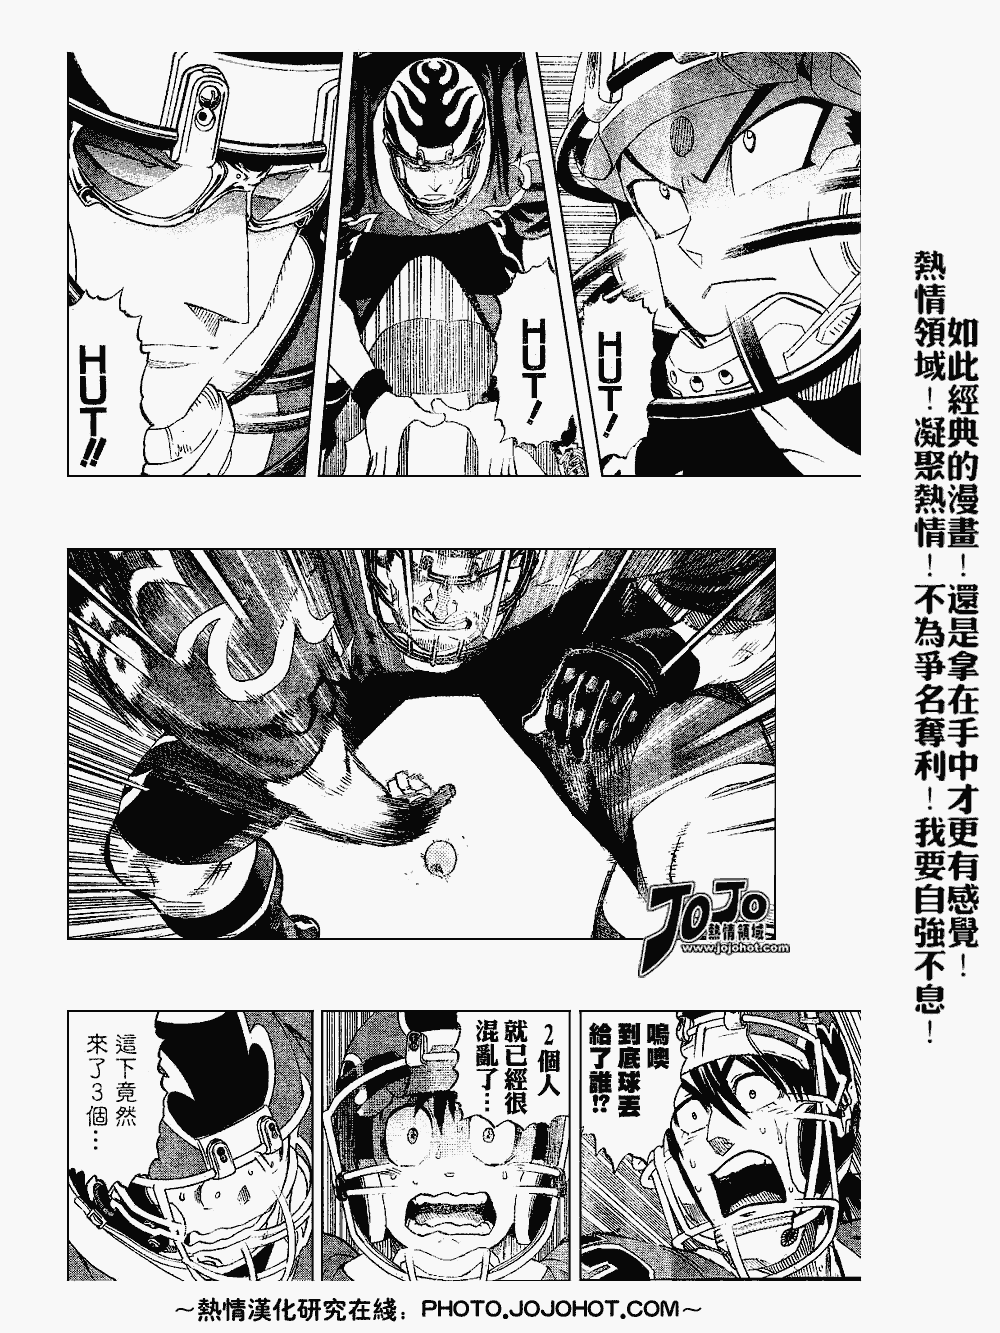 HUT!
HUT!
HUT!!
JOJO
熱情領域
www.jojohot.com
嗚噢
到底球丟
給了誰!?
2個人
就已經很
混亂了…
這下竟然
來了3個…
如此經典的漫畫！還是拿在手中才更有感覺！
熱情領域！凝聚熱情！不為爭名奪利！我要自強不息！
～熱情漢化研究在綫：PHOTO.JOJOHOT.COM～